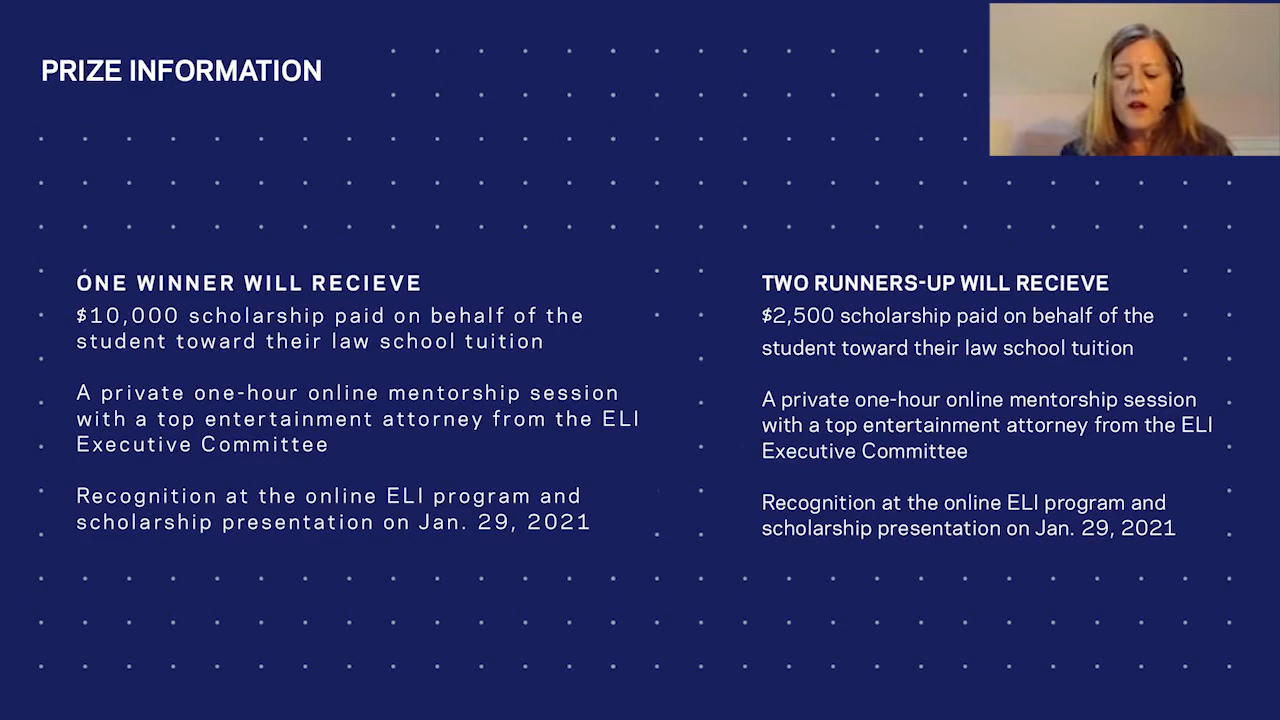 PRIZE INFORMATION
ONE WINNER WILL RECIEVE
$10,000 scholarship paid on behalf of the
student toward their law school tuition
A private one-hour online mentorship session
with a top entertainment attorney from the ELI
Executive Committee
Recognition at the online ELI program and
scholarship presentation on Jan. 29, 2021
TWO RUNNERS-UP WILL RECIEVE
$2,500 scholarship paid on behalf of the
student toward their law school tuition
A private one-hour online mentorship session
with a top entertainment attorney from the ELI
Executive Committee
Recognition at the online ELI program and
scholarship presentation on Jan. 29, 2021